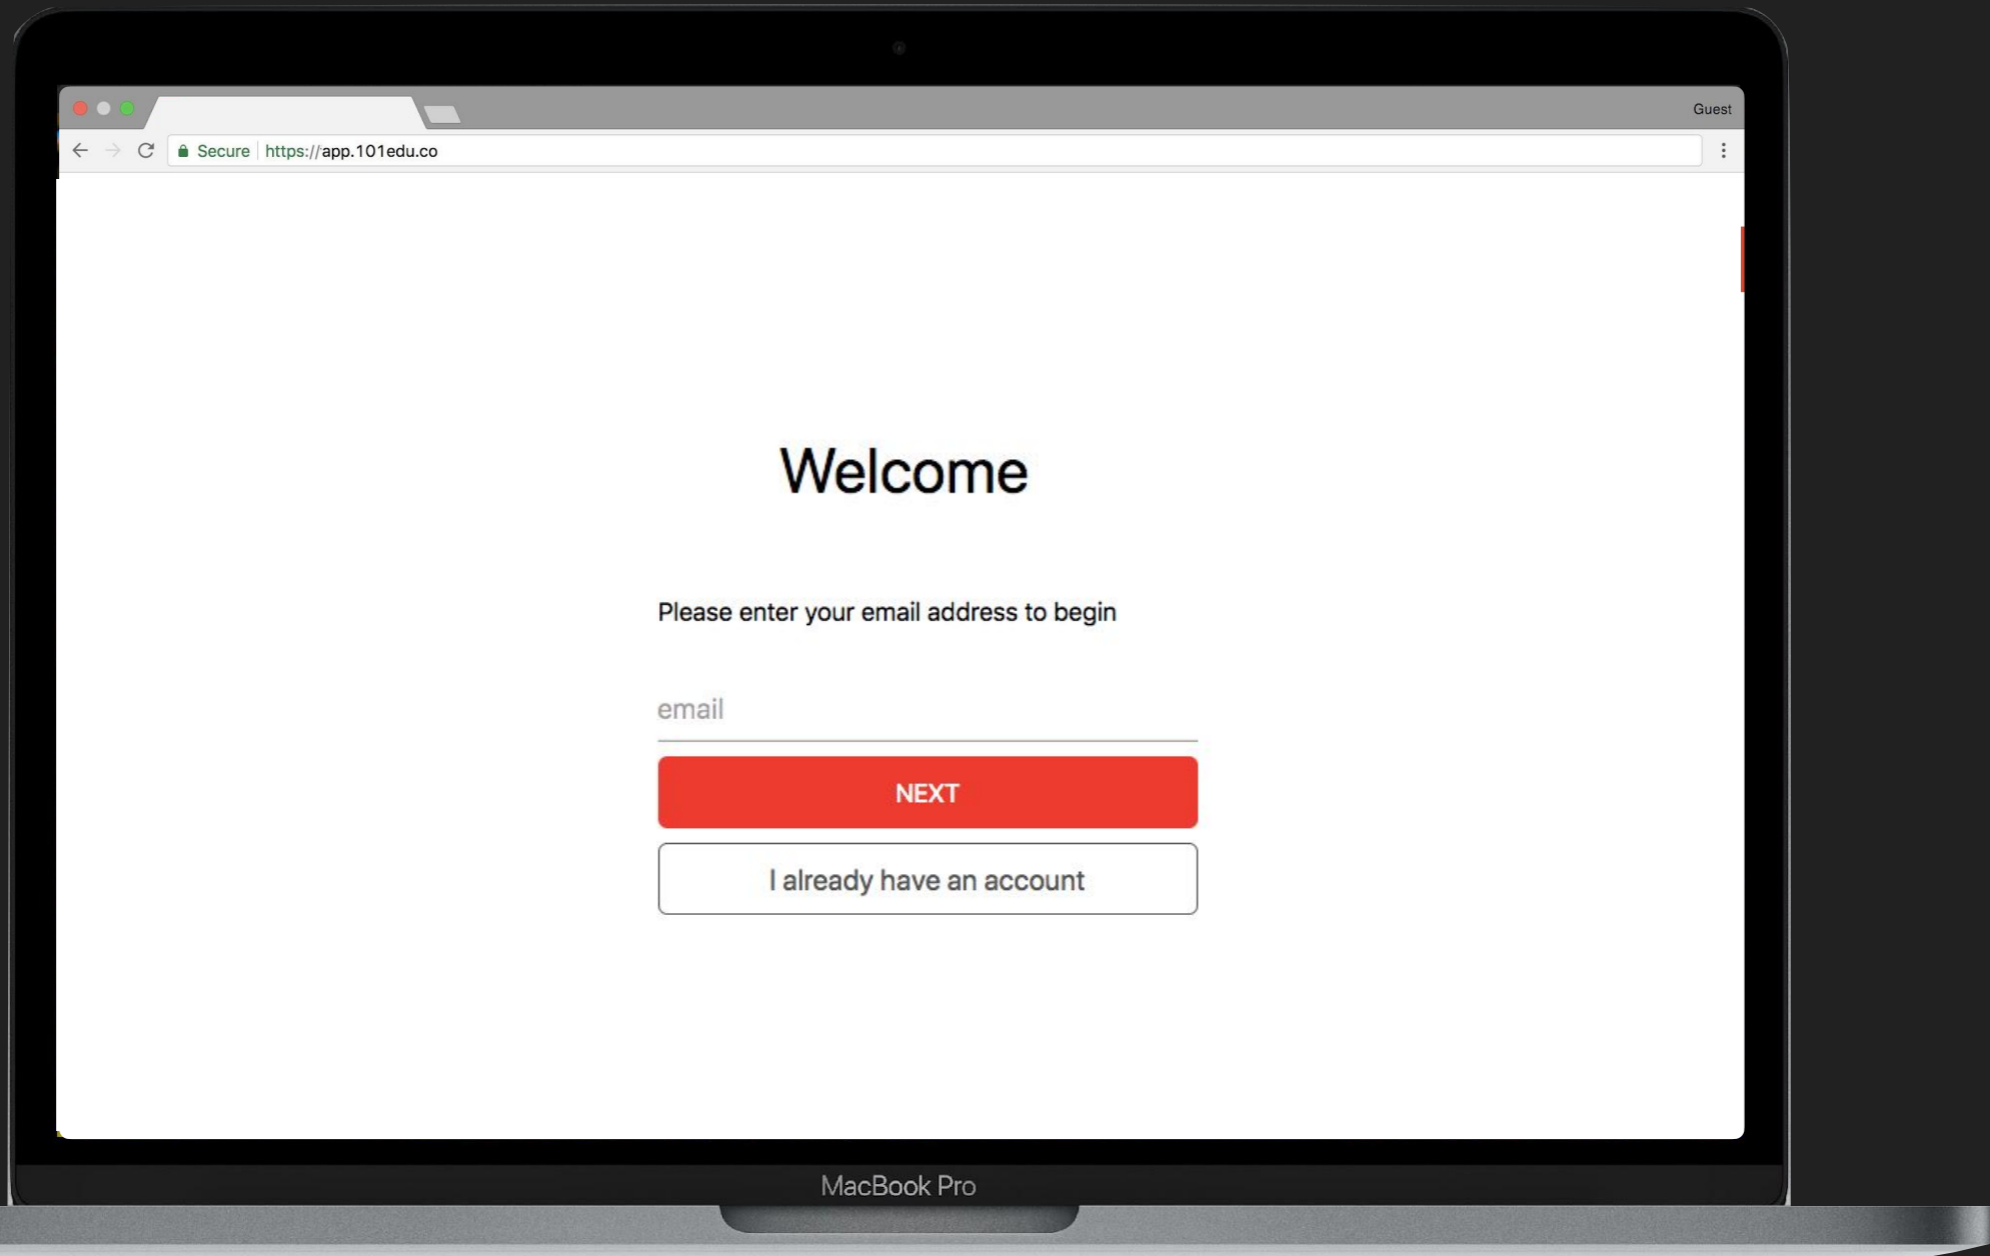 Guest
Secure https://app.101edu.co
Welcome
Please enter your email address to begin
email
NEXT
I already have an account
MacBook Pro